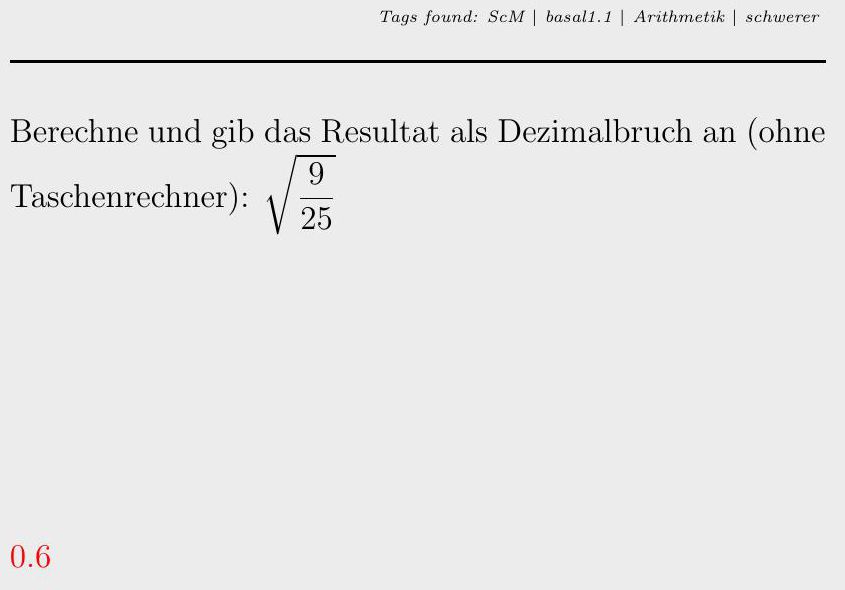 Tags found: ScM | basal1.1 | Arithmetik | schwerer
Berechne und gib das Resultat als Dezimalbruch an (ohne
Taschenrechner): $\sqrt{\frac{9}{25}}$
0.6